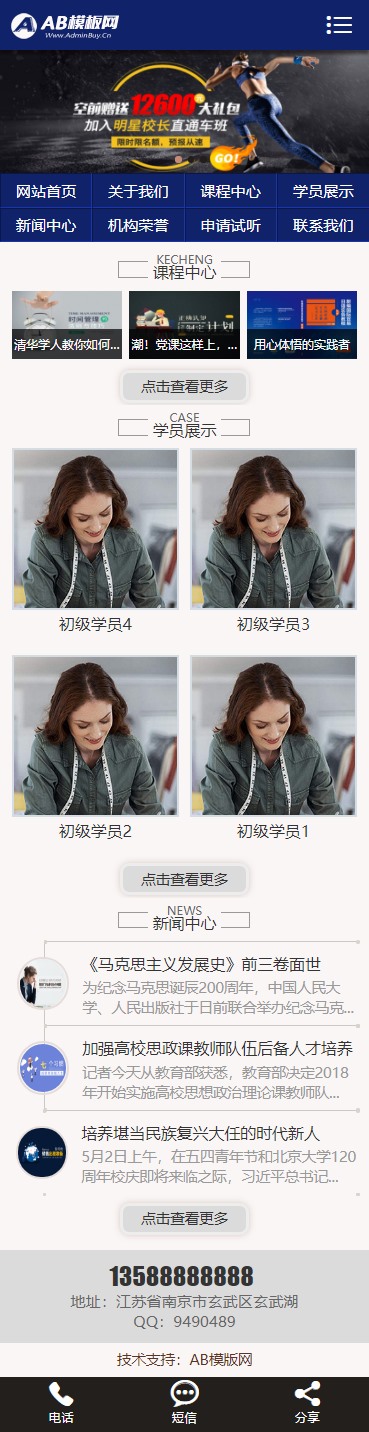 AB模板网
Www.AdminBuy.Cn
空前赠送12600元大礼包
加入明星校长直通车班
限时限名额，预报从速
GO!
网站首页 关于我们 课程中心 学员展示
新闻中心 机构荣誉 申请试听 联系我们
KECHENG
课程中心
时间管理
正确认知
计划
清华学人教你如何... 潮！党课这样上，... 用心体悟的实践者
点击查看更多
CASE
学员展示
初级学员4 初级学员3
初级学员2 初级学员1
点击查看更多
NEWS
新闻中心
《马克思主义发展史》前三卷面世
为纪念马克思诞辰200周年，中国人民大
学、人民出版社于日前联合举办纪念马克...
加强高校思政课教师队伍后备人才培养
记者今天从教育部获悉，教育部决定2018
年开始实施高校思想政治理论课教师队...
培养堪当民族复兴大任的时代新人
5月2日上午，在五四青年节和北京大学120
周年校庆即将来临之际，习近平总书记...
点击查看更多
13588888888
地址：江苏省南京市玄武区玄武湖
QQ：9490489
技术支持：AB模版网
电话 短信 分享